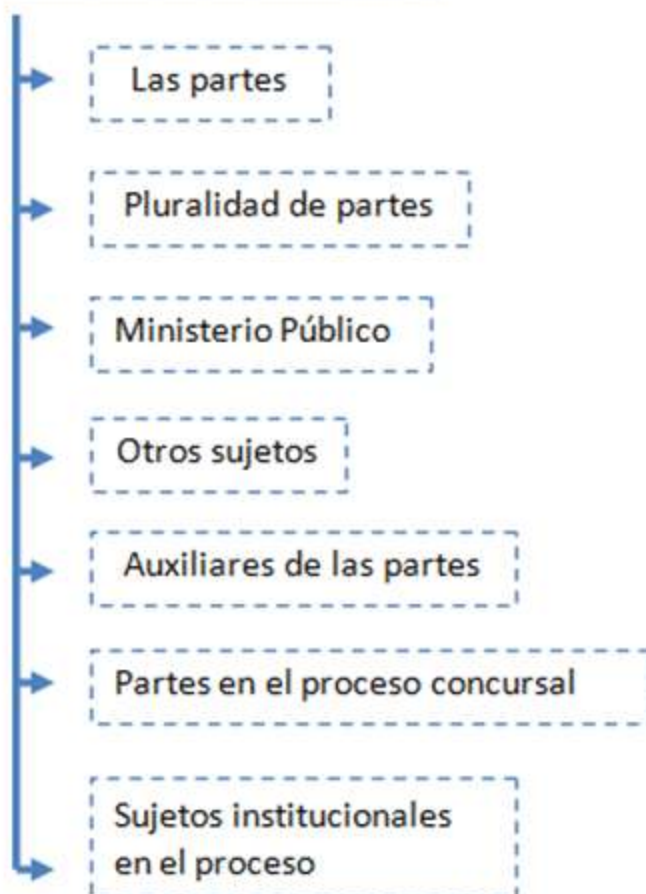 Las partes
Pluralidad de partes
Ministerio Público
Otros sujetos
Auxiliares de las partes
Partes en el proceso concursal
Sujetos institucionales
en el proceso